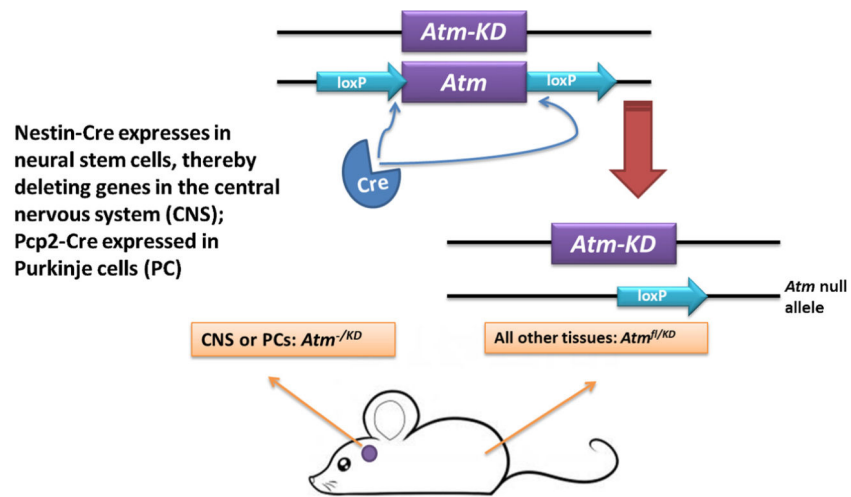 Atm-KD
loxP
Atm
loxP
Nestin-Cre expresses in
neural stem cells, thereby
deleting genes in the central
nervous system (CNS);
Pcp2-Cre expressed in
Purkinje cells (PC)
Cre
Atm-KD
loxP
Atm null
allele
CNS or PCs: Atm-/KD
All other tissues: Atmfl/KD